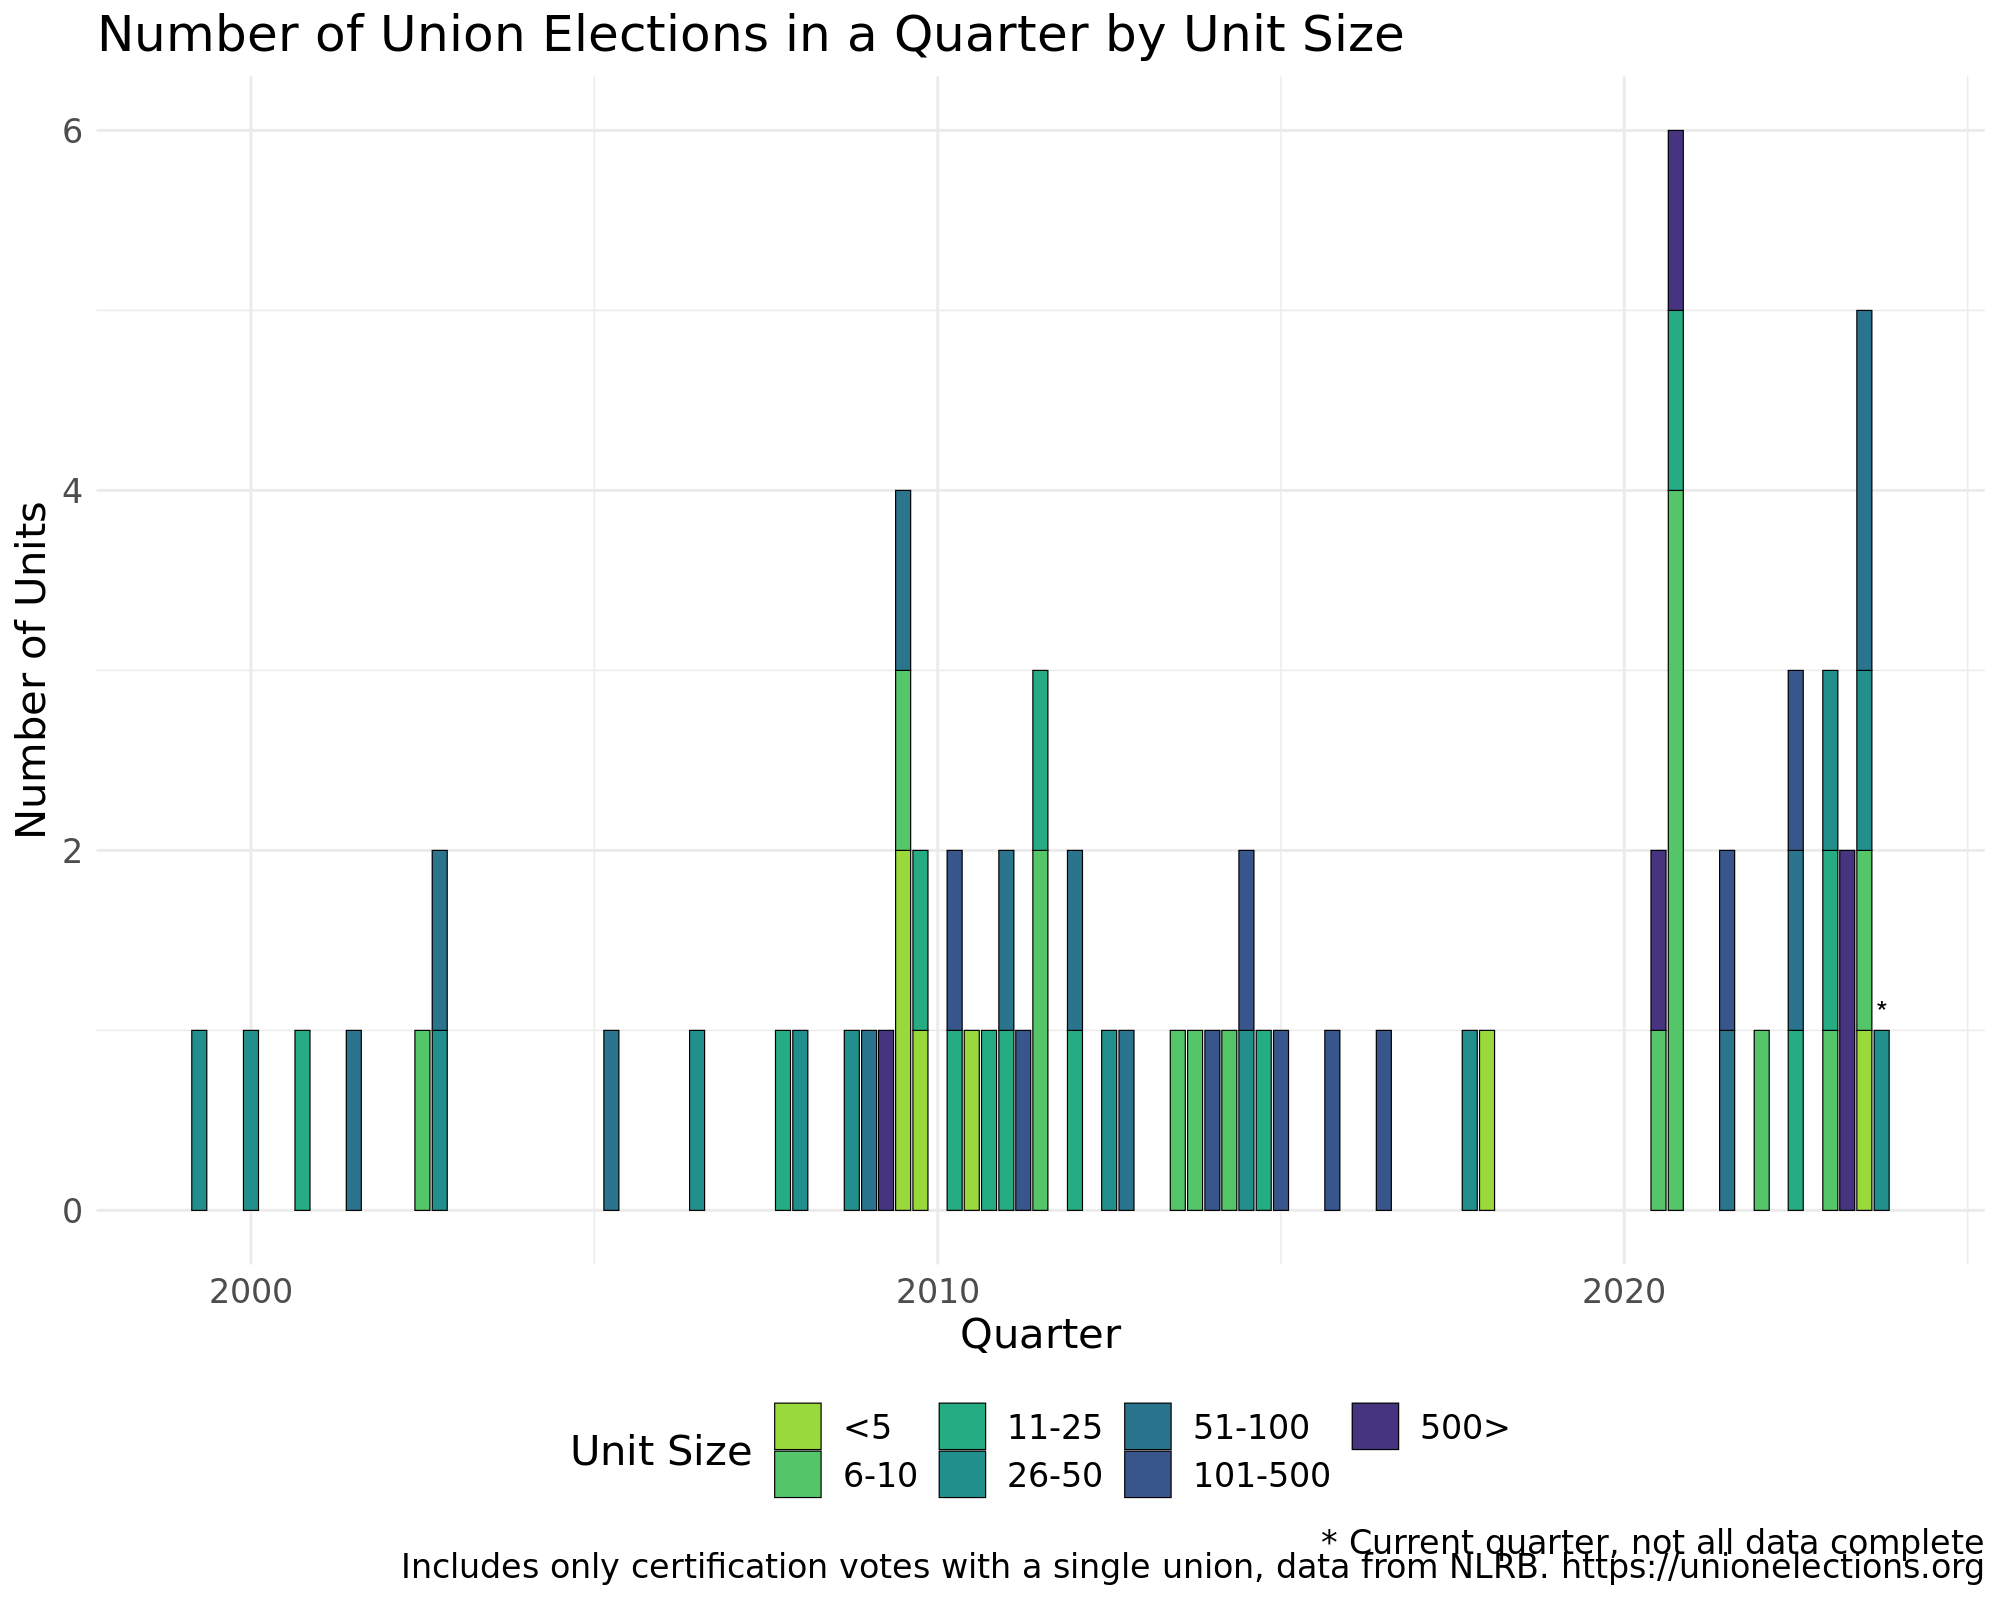 Number of Union Elections in a Quarter by Unit Size
Number of Units
6
4
2
0
*
2000 2010 2020
Quarter
Unit Size
<5 11-25 51-100 500>
6-10 26-50 101-500
* Current quarter, not all data complete
Includes only certification votes with a single union, data from NLRB. https://unionelections.org